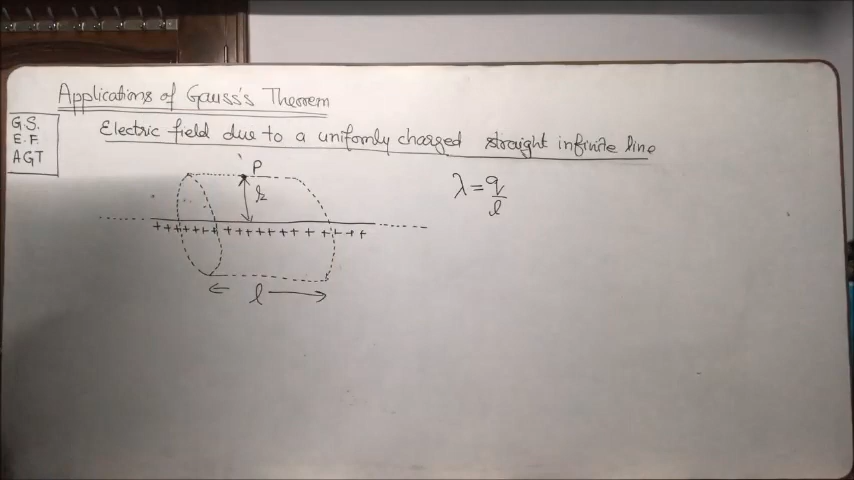 Applications of Gauss's Theorem
G.S.
E.F.
AGT
Electric field due to a uniformly charged straight infinite line
P
r
λ = q/l
+ + + + + + + + + + + + + + + + + +
l